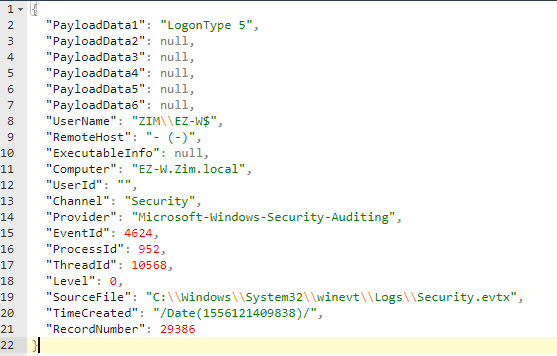 1 {
2 "PayloadData1": "LogonType 5",
3 "PayloadData2": null,
4 "PayloadData3": null,
5 "PayloadData4": null,
6 "PayloadData5": null,
7 "PayloadData6": null,
8 "UserName": "ZIM\\EZ-W$",
9 "RemoteHost": "- (-)",
10 "ExecutableInfo": null,
11 "Computer": "EZ-W.Zim.local",
12 "UserId": "",
13 "Channel": "Security",
14 "Provider": "Microsoft-Windows-Security-Auditing",
15 "EventId": 4624,
16 "ProcessId": 952,
17 "ThreadId": 10568,
18 "Level": 0,
19 "SourceFile": "C:\\Windows\\System32\\winevt\\Logs\\Security.evtx",
20 "TimeCreated": "/Date(1556121409838)/",
21 "RecordNumber": 29386
22 }